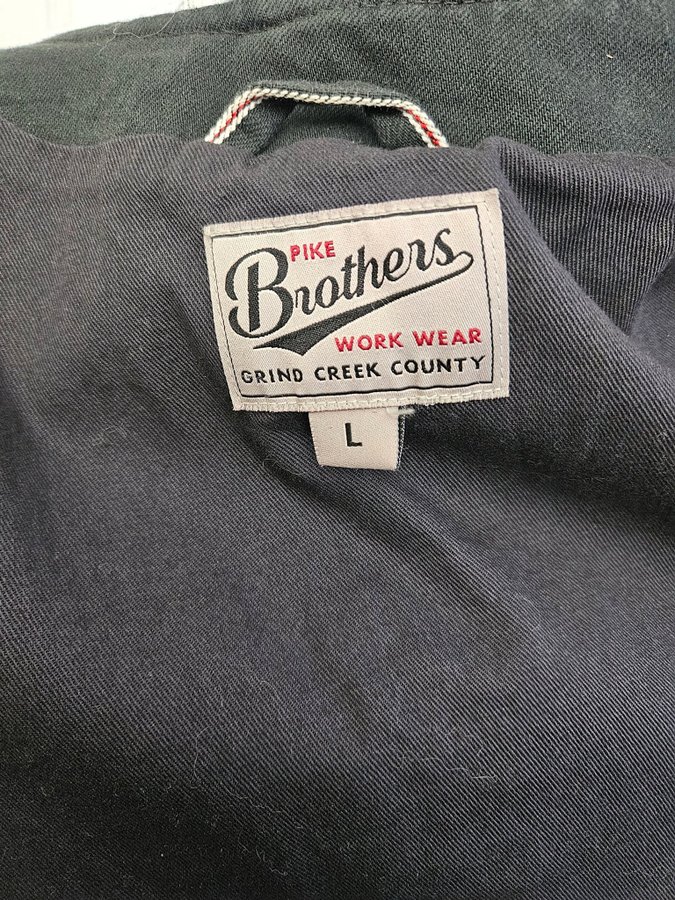 PIKE
Brothers
WORK WEAR
GRIND CREEK COUNTY
L